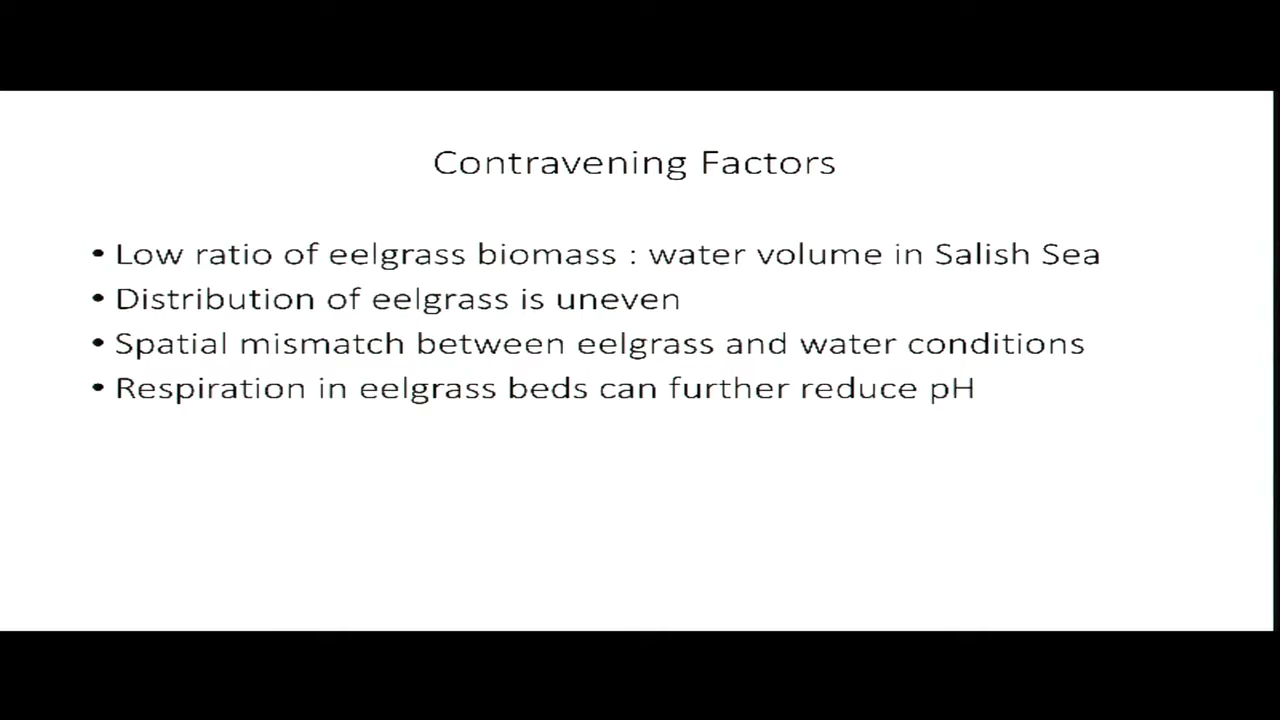 Contravening Factors
• Low ratio of eelgrass biomass : water volume in Salish Sea
• Distribution of eelgrass is uneven
• Spatial mismatch between eelgrass and water conditions
• Respiration in eelgrass beds can further reduce pH